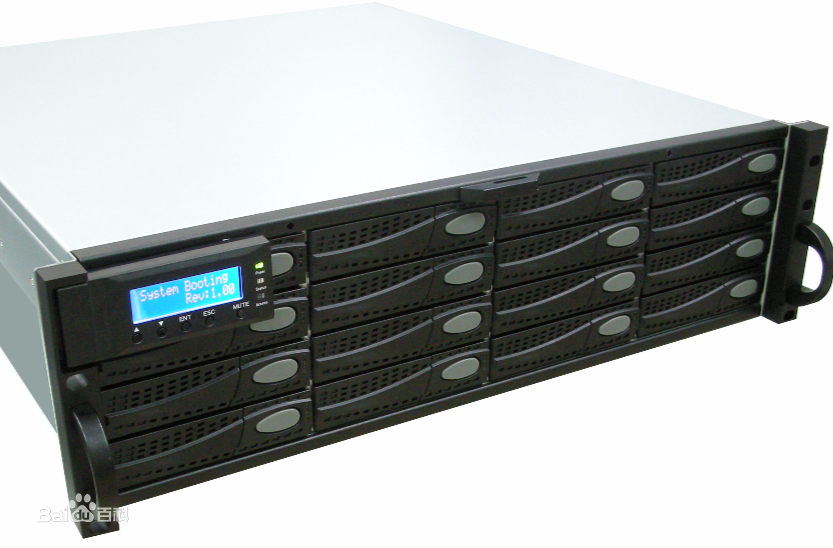 System Booting
Rev:1.00
Power
▲ ▼ ENT ESC MUTE
Baidu百科